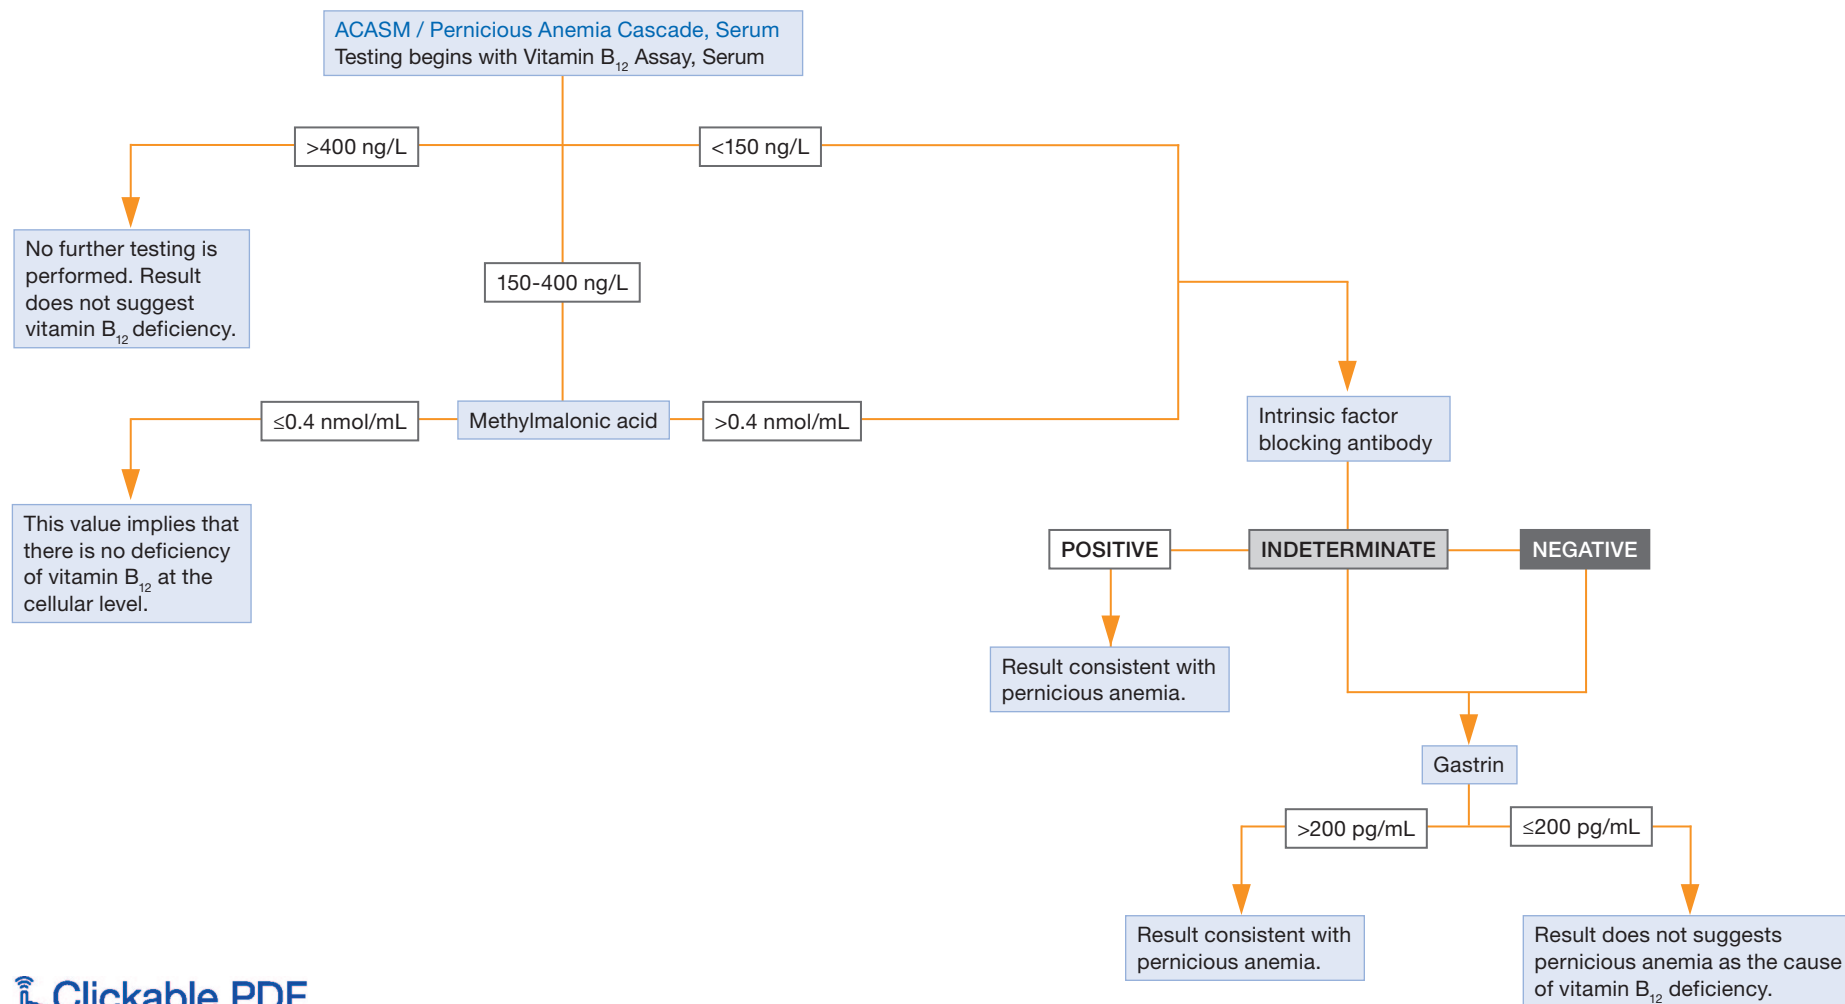 ACASM / Pernicious Anemia Cascade, Serum
Testing begins with Vitamin B12 Assay, Serum
>400 ng/L
<150 ng/L
No further testing is
performed. Result
does not suggest
vitamin B12 deficiency.
150-400 ng/L
≤0.4 nmol/mL
Methylmalonic acid
>0.4 nmol/mL
Intrinsic factor
blocking antibody
This value implies that
there is no deficiency
of vitamin B12 at the
cellular level.
POSITIVE
INDETERMINATE
NEGATIVE
Result consistent with
pernicious anemia.
Gastrin
>200 pg/mL
≤200 pg/mL
Result consistent with
pernicious anemia.
Result does not suggests
pernicious anemia as the cause
of vitamin B12 deficiency.
Clickable PDF